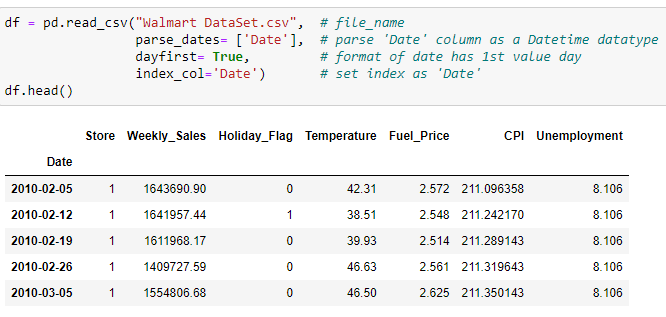 df = pd.read_csv("Walmart DataSet.csv", # file_name
parse_dates= ['Date'], # parse 'Date' column as a Datetime datatype
dayfirst= True, # format of date has 1st value day
index_col='Date') # set index as 'Date'
df.head()
Store Weekly_Sales Holiday_Flag Temperature Fuel_Price CPI Unemployment
Date
2010-02-05 1 1643690.90 0 42.31 2.572 211.096358 8.106
2010-02-12 1 1641957.44 1 38.51 2.548 211.242170 8.106
2010-02-19 1 1611968.17 0 39.93 2.514 211.289143 8.106
2010-02-26 1 1409727.59 0 46.63 2.561 211.319643 8.106
2010-03-05 1 1554806.68 0 46.50 2.625 211.350143 8.106